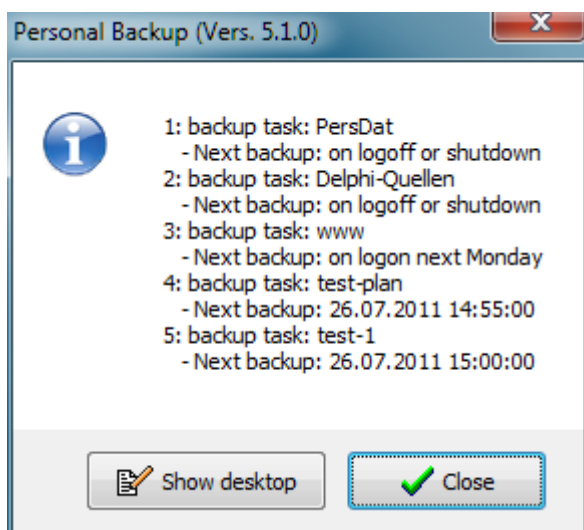 Personal Backup (Vers. 5.1.0)
1: backup task: PersDat
- Next backup: on logoff or shutdown
2: backup task: Delphi-Quellen
- Next backup: on logoff or shutdown
3: backup task: www
- Next backup: on logon next Monday
4: backup task: test-plan
- Next backup: 26.07.2011 14:55:00
5: backup task: test-1
- Next backup: 26.07.2011 15:00:00
Show desktop
Close